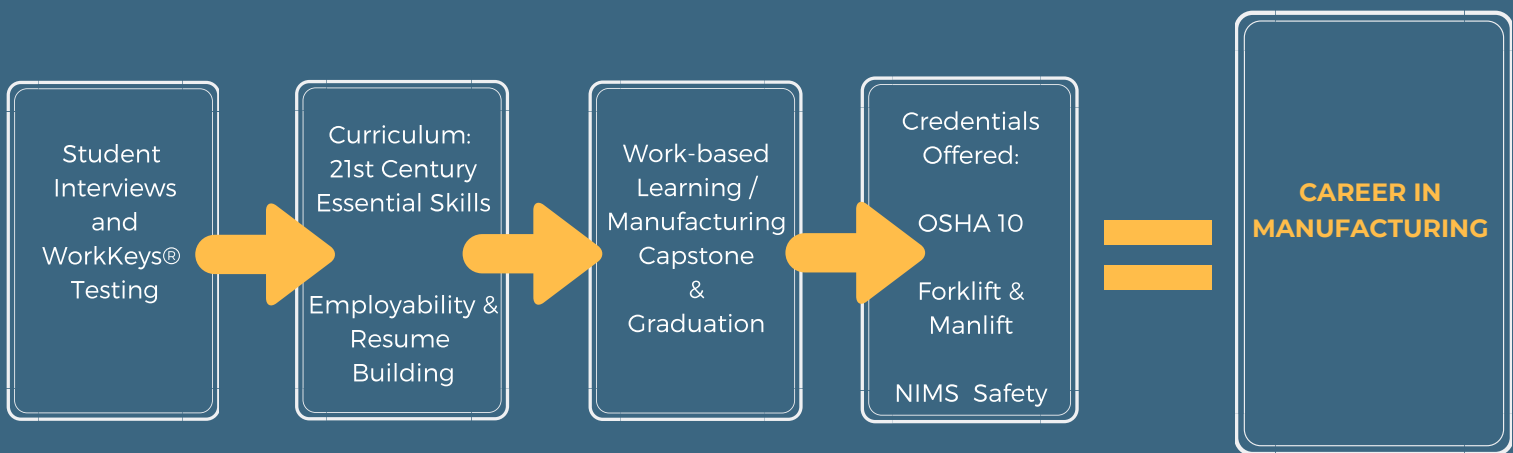 Student
Interviews
and
WorkKeys®
Testing
Curriculum:
21st Century
Essential Skills
Employability &
Resume
Building
Work-based
Learning /
Manufacturing
Capstone
&
Graduation
Credentials
Offered:
OSHA 10
Forklift &
Manlift
NIMS Safety
CAREER IN
MANUFACTURING